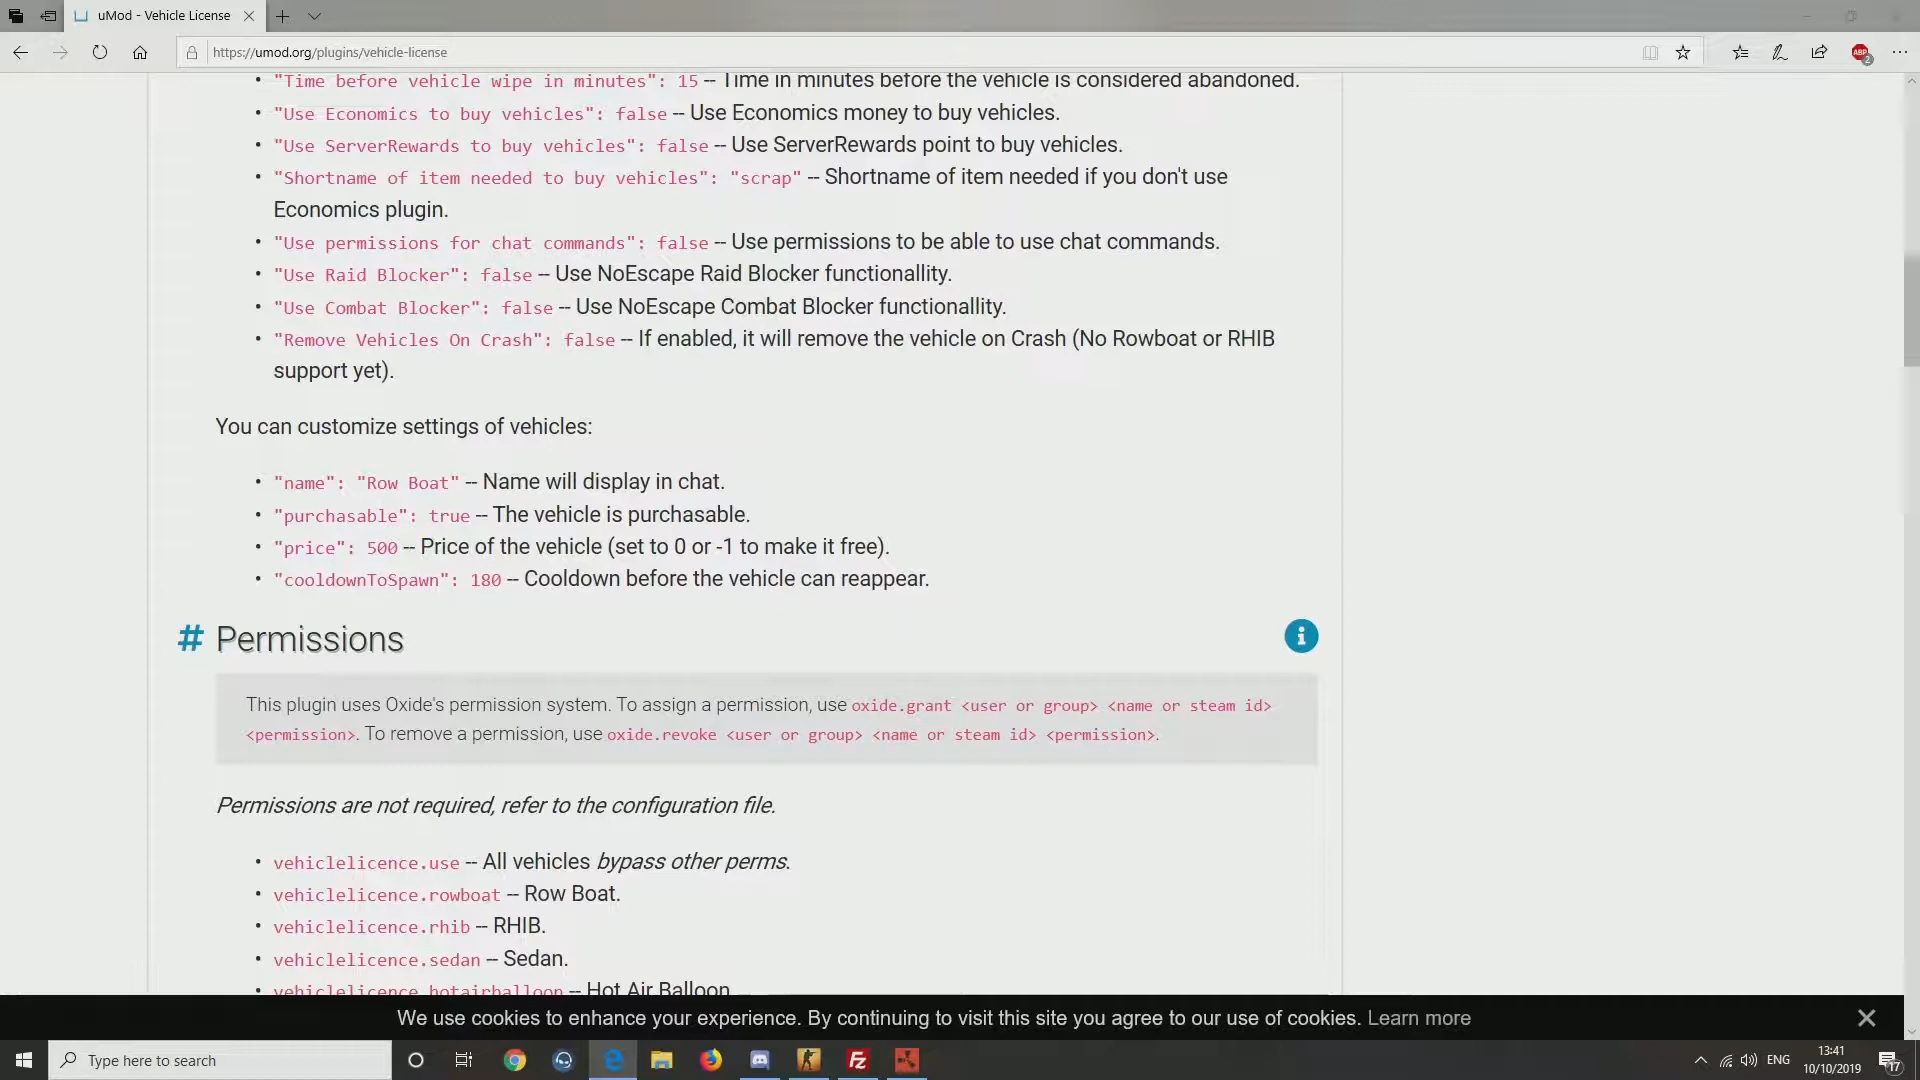 uMod - Vehicle License
https://umod.org/plugins/vehicle-license
ABP
2
• "Time before vehicle wipe in minutes": 15 -- Time in minutes before the vehicle is considered abandoned.
• "Use Economics to buy vehicles": false -- Use Economics money to buy vehicles.
• "Use ServerRewards to buy vehicles": false -- Use ServerRewards point to buy vehicles.
• "Shortname of item needed to buy vehicles": "scrap" -- Shortname of item needed if you don't use
Economics plugin.
• "Use permissions for chat commands": false -- Use permissions to be able to use chat commands.
• "Use Raid Blocker": false -- Use NoEscape Raid Blocker functionallity.
• "Use Combat Blocker": false -- Use NoEscape Combat Blocker functionallity.
• "Remove Vehicles On Crash": false -- If enabled, it will remove the vehicle on Crash (No Rowboat or RHIB
support yet).
You can customize settings of vehicles:
• "name": "Row Boat" -- Name will display in chat.
• "purchasable": true -- The vehicle is purchasable.
• "price": 500 -- Price of the vehicle (set to 0 or -1 to make it free).
• "cooldownToSpawn": 180 -- Cooldown before the vehicle can reappear.
# Permissions
This plugin uses Oxide's permission system. To assign a permission, use oxide.grant <user or group> <name or steam id>
<permission>. To remove a permission, use oxide.revoke <user or group> <name or steam id> <permission>.
Permissions are not required, refer to the configuration file.
• vehiclelicence.use -- All vehicles bypass other perms.
• vehiclelicence.rowboat -- Row Boat.
• vehiclelicence.rhib -- RHIB.
• vehiclelicence.sedan -- Sedan.
• vehiclelicence.hotairballoon -- Hot Air Balloon
We use cookies to enhance your experience. By continuing to visit this site you agree to our use of cookies. Learn more
Type here to search
ENG
13:41
10/10/2019
17